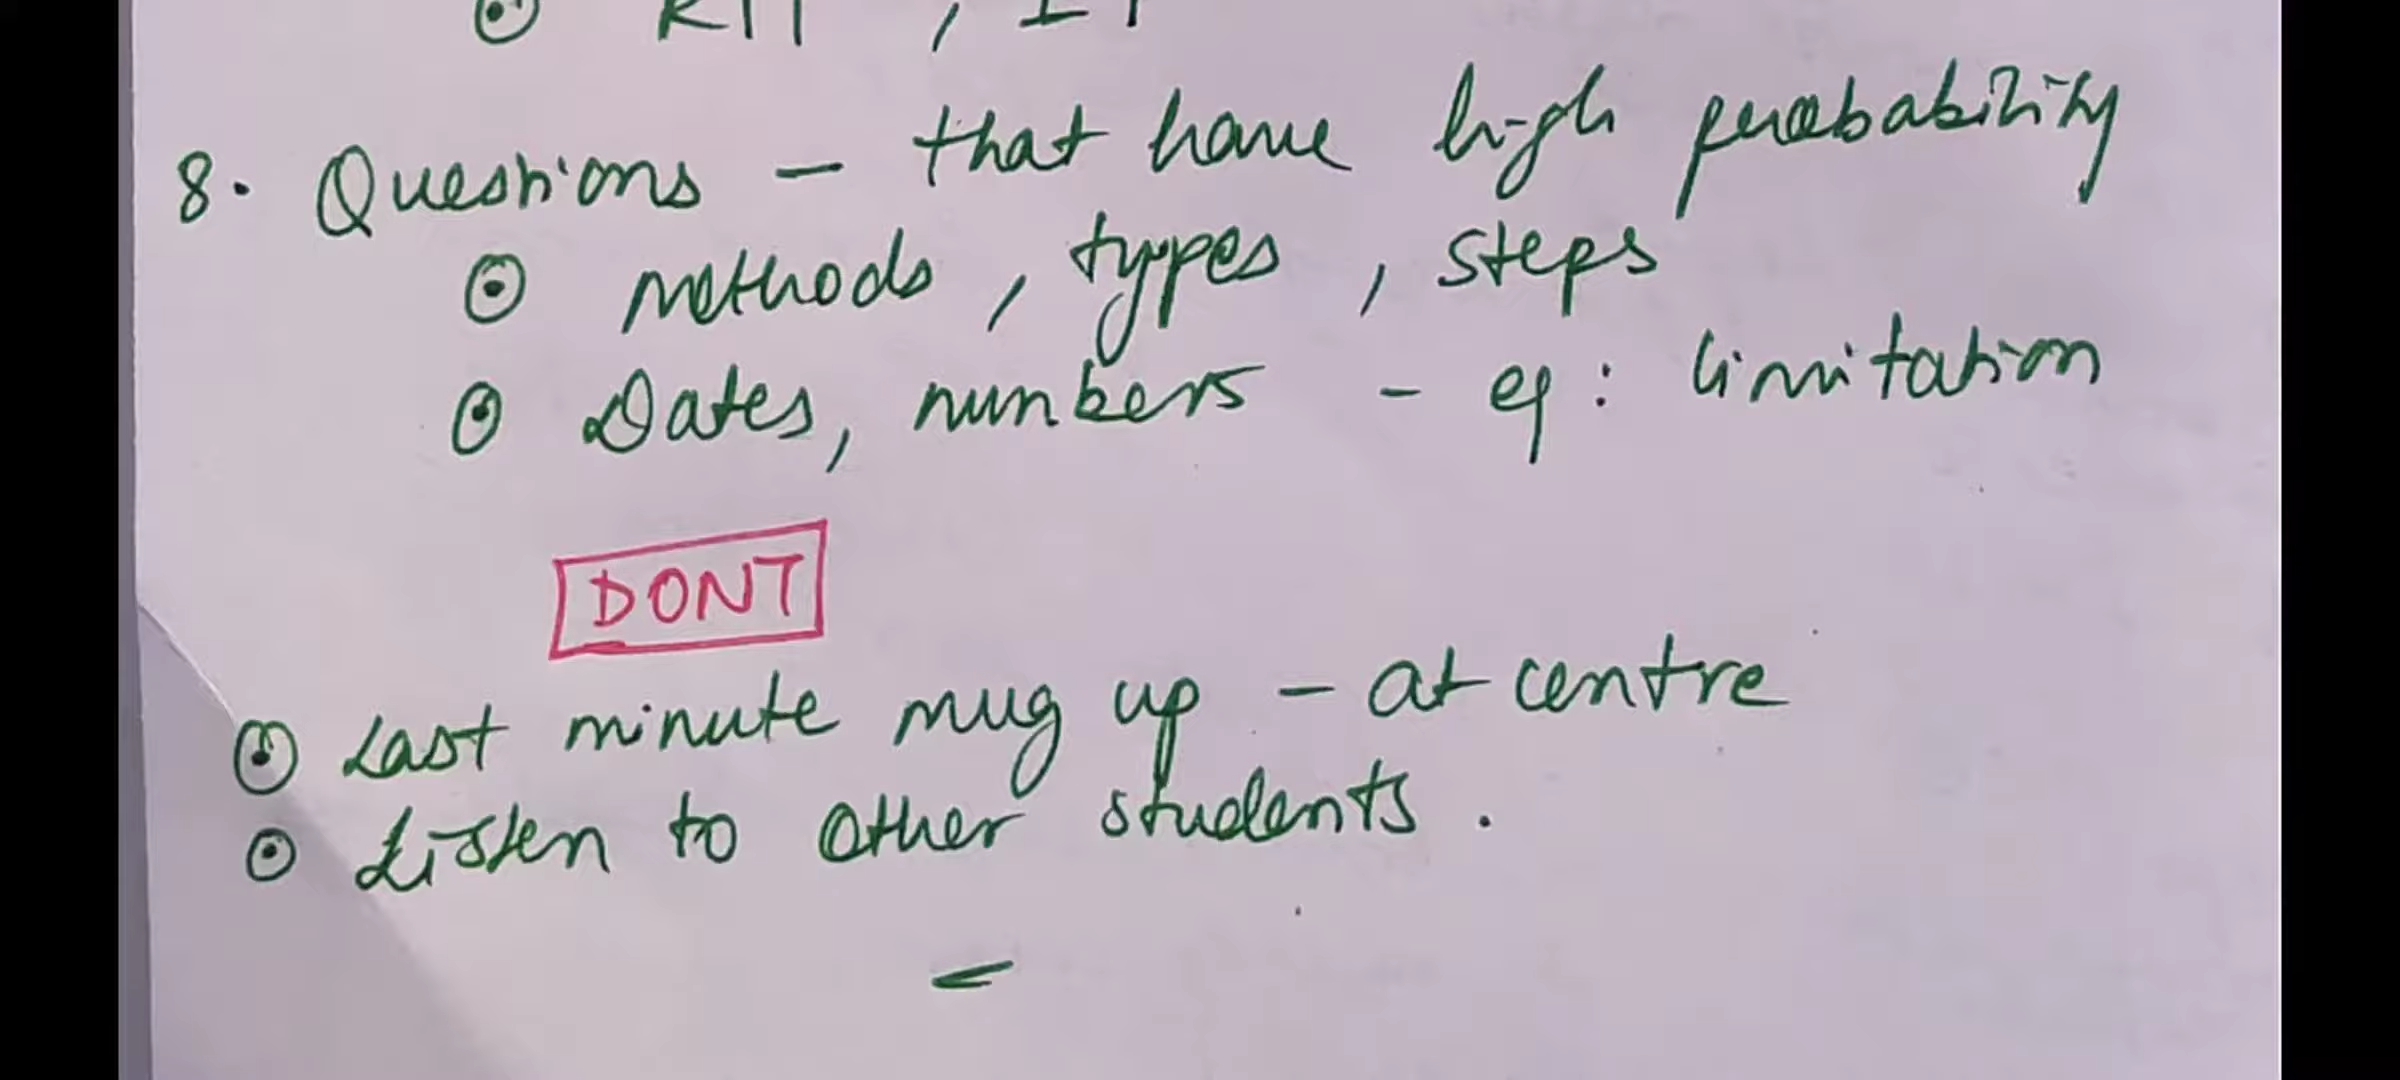 8. Questions - that have high probability
methods, types, steps
Dates, numbers - eg: limitation
DONT
Last minute mug up - at centre
Listen to other students.